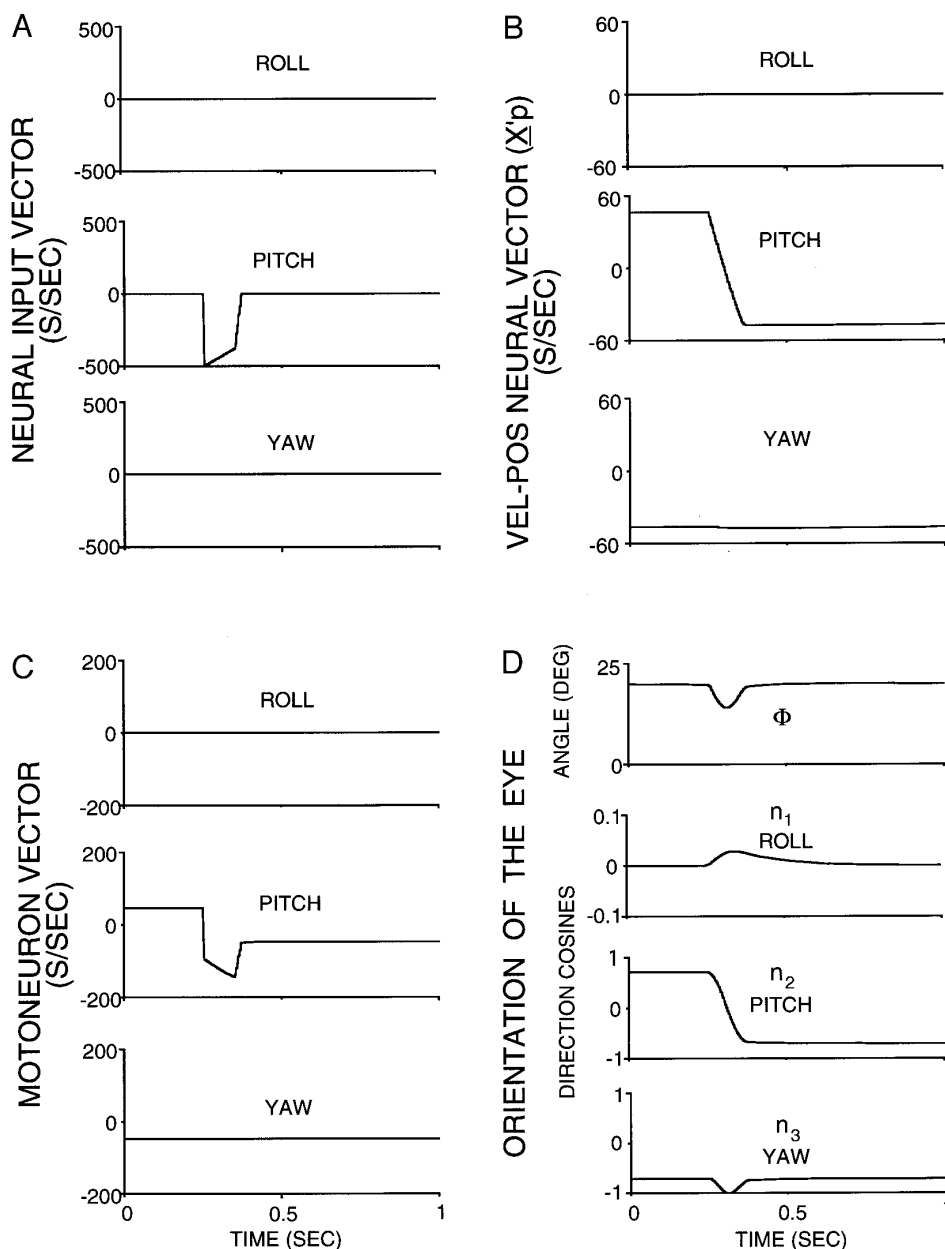 A
NEURAL INPUT VECTOR
(S/SEC)
500
ROLL
0
-500
500
PITCH
0
-500
500
YAW
0
-500
B
VEL-POS NEURAL VECTOR (X'p)
(S/SEC)
60
ROLL
0
-60
60
PITCH
0
-60
60
YAW
0
-60
C
MOTONEURON VECTOR
(S/SEC)
200
ROLL
0
-200
200
PITCH
0
-200
200
YAW
0
-200
0 0.5 1
TIME (SEC)
D
ORIENTATION OF THE EYE
ANGLE (DEG)
25
Φ
0
DIRECTION COSINES
0.1
n1
ROLL
0
-0.1
1
n2
PITCH
0
-1
1
n3
YAW
0
-1
0 0.5 1
TIME (SEC)